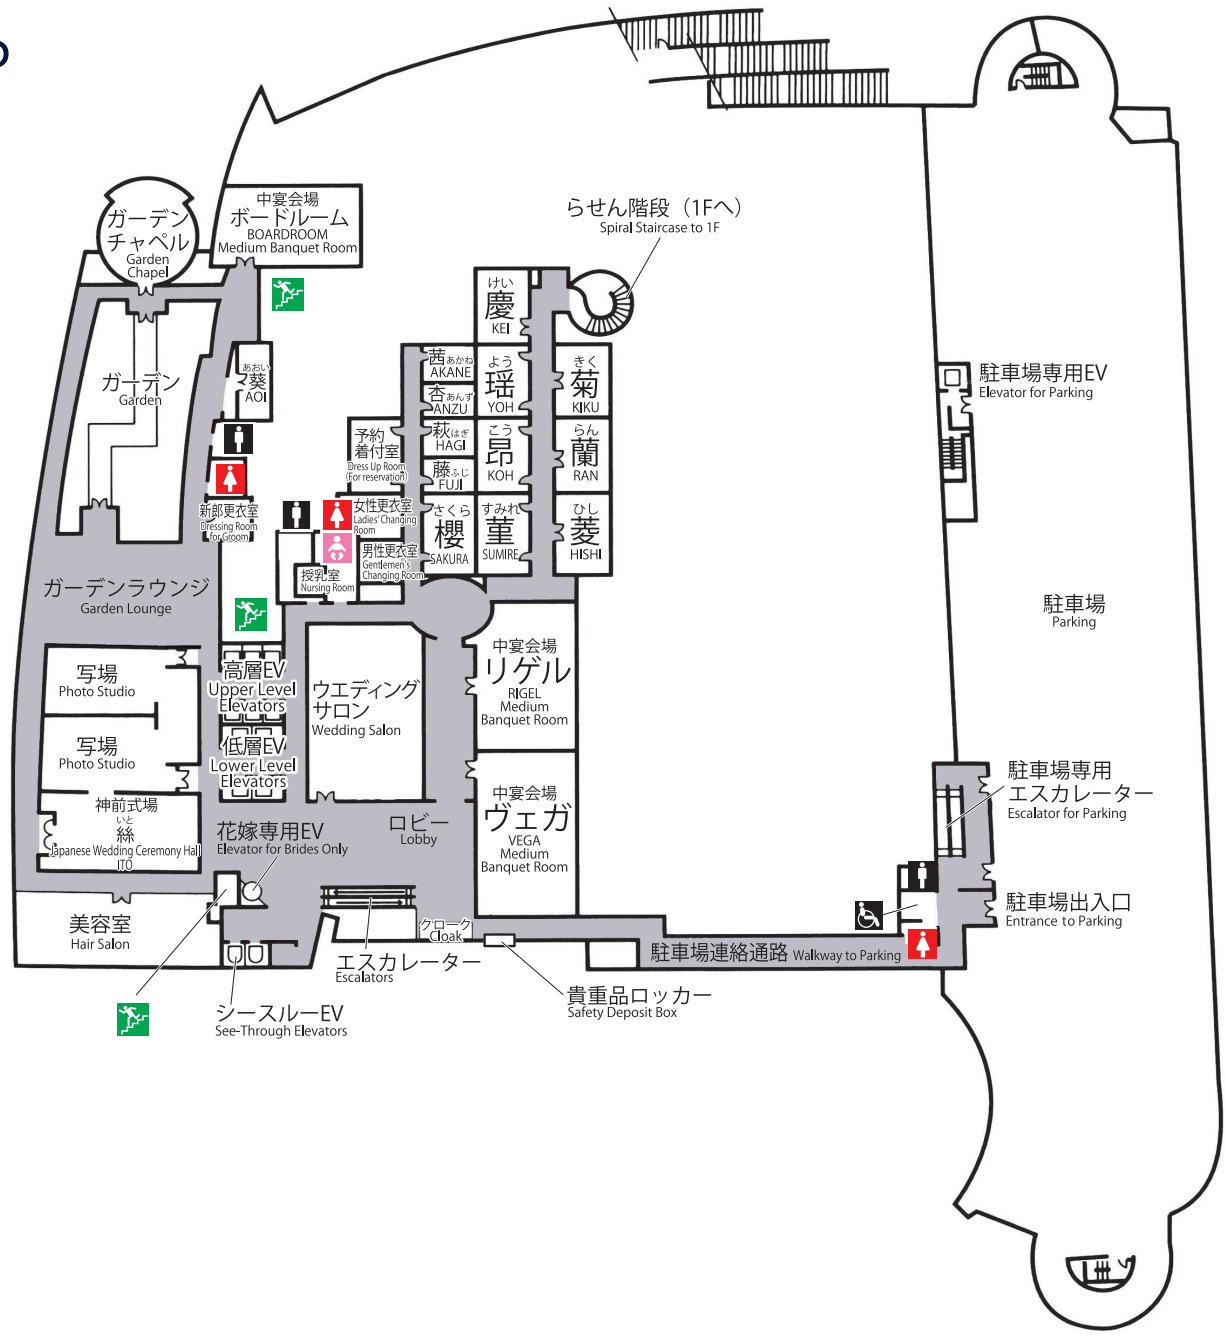 中宴会場
ボードルーム
BOARDROOM
Medium Banquet Room
ガーデン
チャペル
Garden
Chapel
らせん階段（1Fへ）
Spiral Staircase to 1F
けい
慶
KEI
茜あかね
AKANE
杏あんず
ANZU
よう
瑶
YOH
きく
菊
KIKU
あおい
葵
AOI
ガーデン
Garden
駐車場専用EV
Elevator for Parking
予約
着付室
Dress Up Room
(For reservation)
萩はぎ
HAGI
藤ふじ
FUJI
こう
昂
KOH
らん
蘭
RAN
新郎更衣室
Dressing Room
for Groom
女性更衣室
Ladies' Changing
Room
さくら
櫻
SAKURA
すみれ
菫
SUMIRE
ひし
菱
HISHI
男性更衣室
Gentlemen's
Changing Room
授乳室
Nursing Room
ガーデンラウンジ
Garden Lounge
駐車場
Parking
写場
Photo Studio
高層EV
Upper Level
Elevators
ウエディング
サロン
Wedding Salon
中宴会場
リゲル
RIGEL
Medium
Banquet Room
写場
Photo Studio
低層EV
Lower Level
Elevators
神前式場
いと
絲
Japanese Wedding Ceremony Hall
ITO
花嫁専用EV
Elevator for Brides Only
ロビー
Lobby
中宴会場
ヴェガ
VEGA
Medium
Banquet Room
駐車場専用
エスカレーター
Escalator for Parking
駐車場出入口
Entrance to Parking
美容室
Hair Salon
クローク
Cloak
エスカレーター
Escalators
駐車場連絡通路 Walkway to Parking
貴重品ロッカー
Safety Deposit Box
シースルーEV
See-Through Elevators